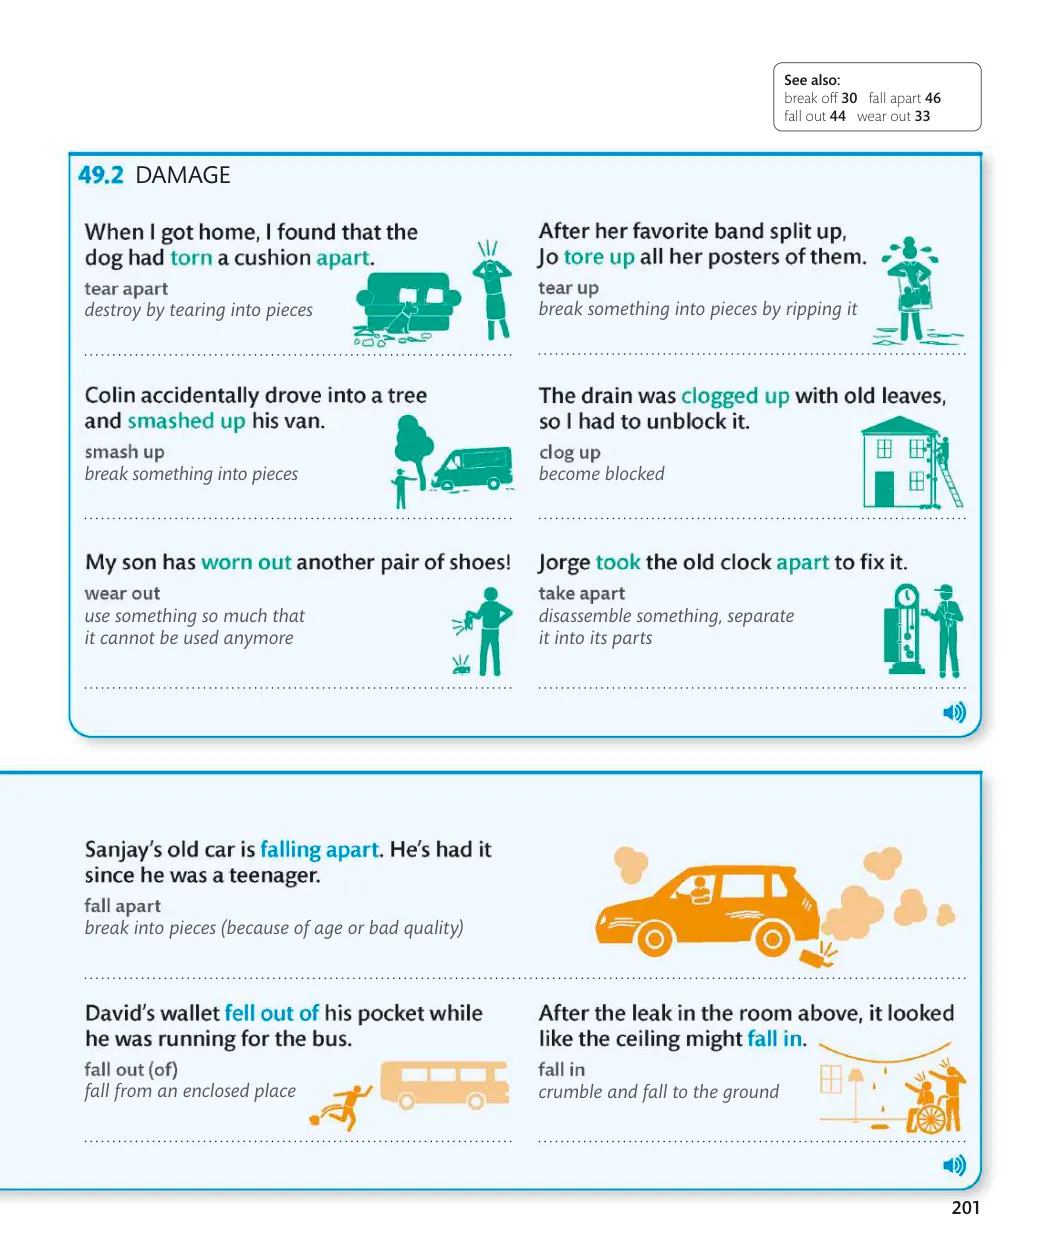 See also:
break off 30 fall apart 46
fall out 44 wear out 33
49.2 DAMAGE
When I got home, I found that the
dog had torn a cushion apart.
tear apart
destroy by tearing into pieces
After her favorite band split up,
Jo tore up all her posters of them.
tear up
break something into pieces by ripping it
Colin accidentally drove into a tree
and smashed up his van.
smash up
break something into pieces
The drain was clogged up with old leaves,
so I had to unblock it.
clog up
become blocked
My son has worn out another pair of shoes!
wear out
use something so much that
it cannot be used anymore
Jorge took the old clock apart to fix it.
take apart
disassemble something, separate
it into its parts
Sanjay's old car is falling apart. He's had it
since he was a teenager.
fall apart
break into pieces (because of age or bad quality)
David's wallet fell out of his pocket while
he was running for the bus.
fall out (of)
fall from an enclosed place
After the leak in the room above, it looked
like the ceiling might fall in.
fall in
crumble and fall to the ground
201